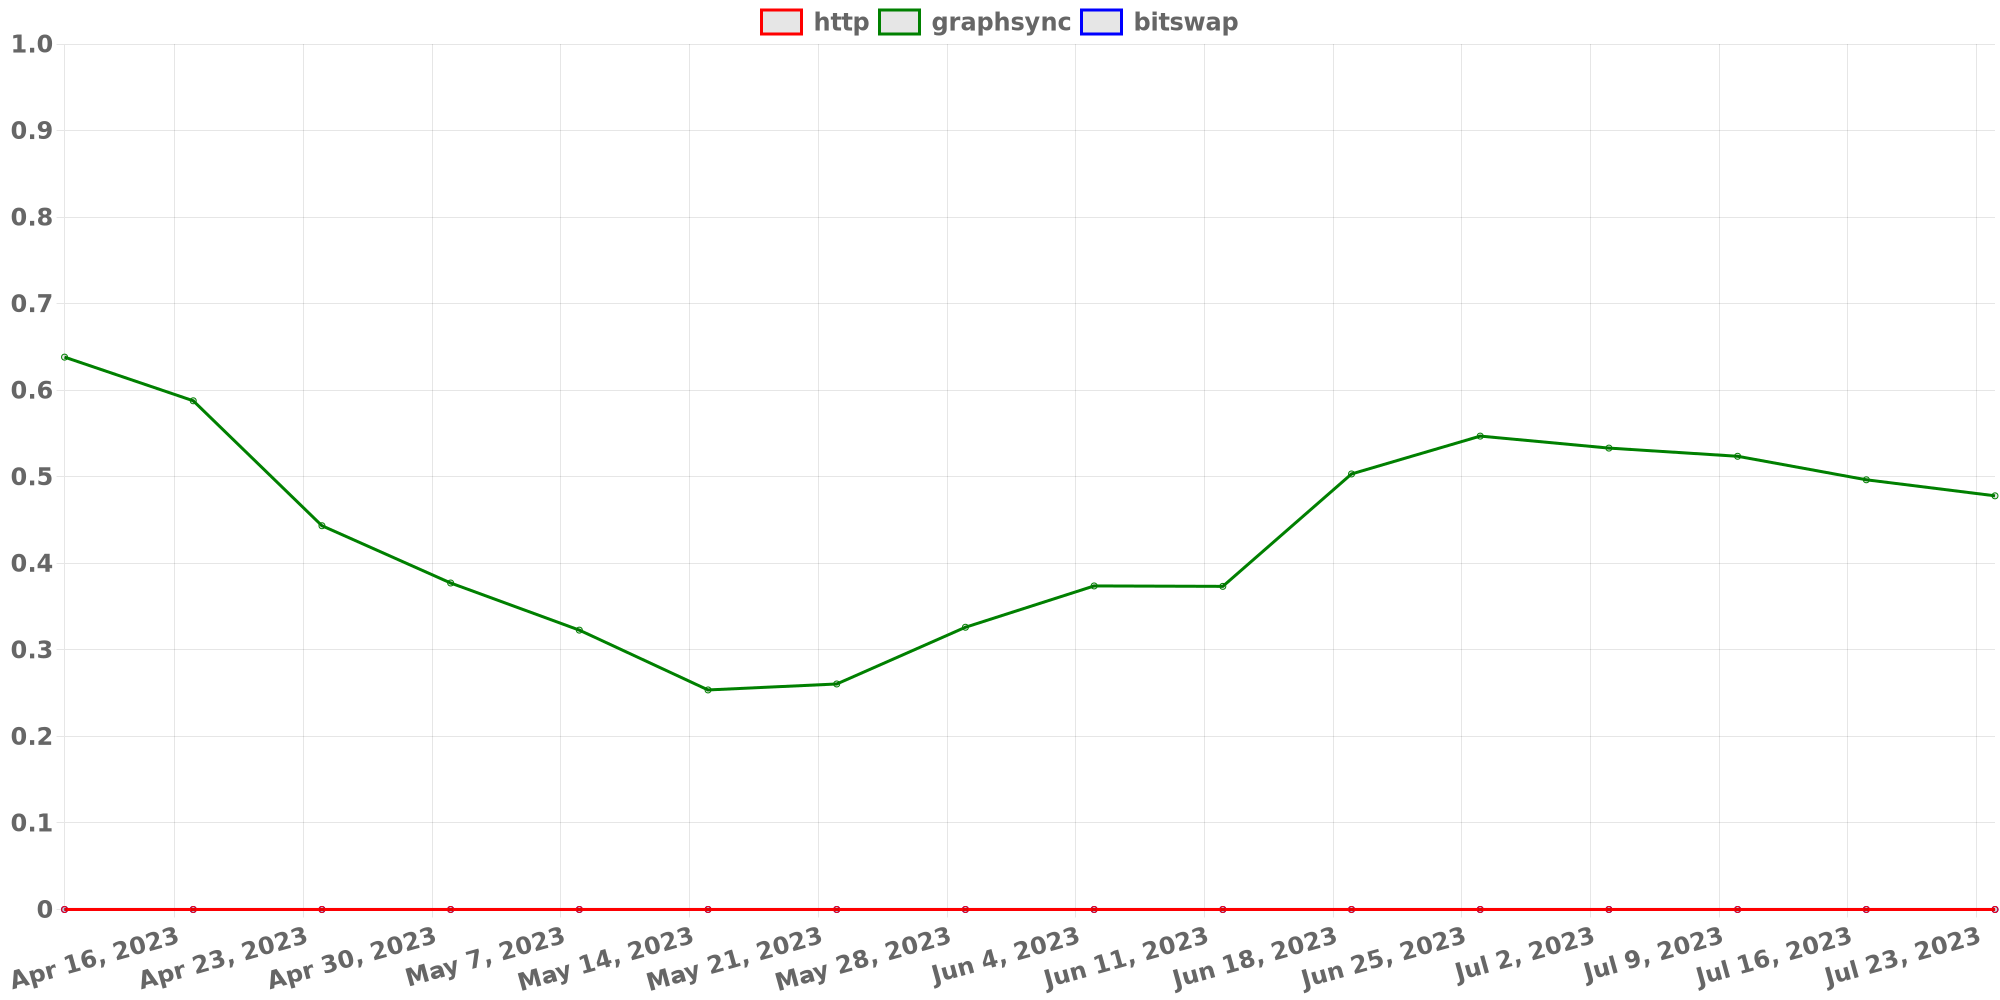 http graphsync bitswap
1.0
0.9
0.8
0.7
0.6
0.5
0.4
0.3
0.2
0.1
0
Apr 16, 2023
Apr 23, 2023
Apr 30, 2023
May 7, 2023
May 14, 2023
May 21, 2023
May 28, 2023
Jun 4, 2023
Jun 11, 2023
Jun 18, 2023
Jun 25, 2023
Jul 2, 2023
Jul 9, 2023
Jul 16, 2023
Jul 23, 2023